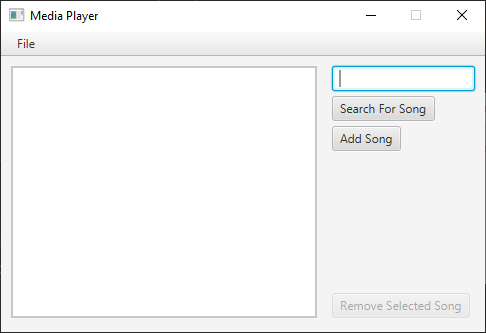 Media Player
File
Search For Song
Add Song
Remove Selected Song